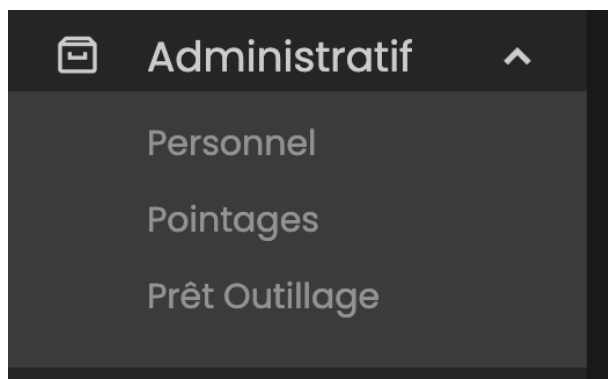 Administratif
Personnel
Pointages
Prêt Outillage